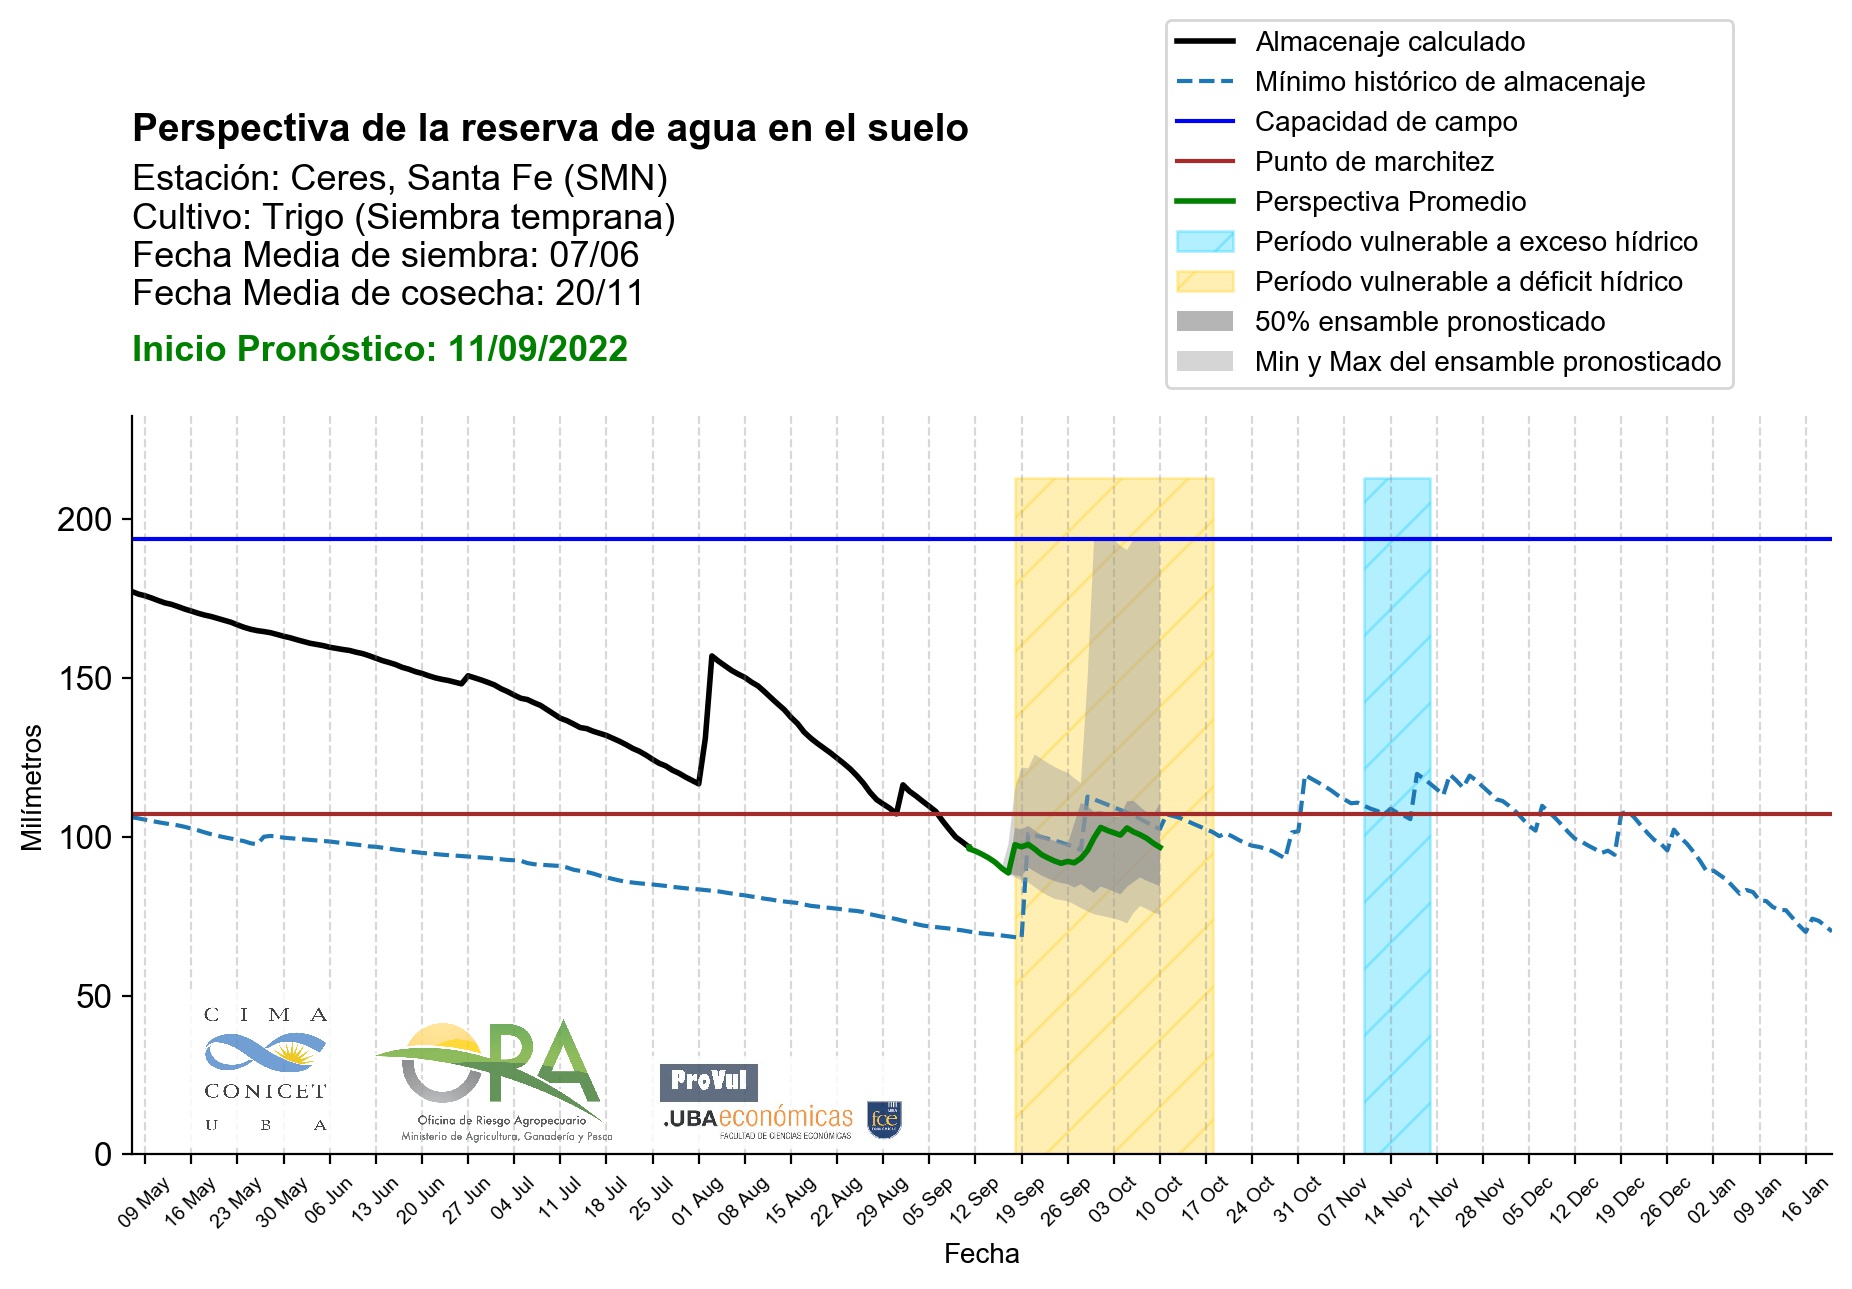 Almacenaje calculado
Mínimo histórico de almacenaje
Capacidad de campo
Punto de marchitez
Perspectiva Promedio
Período vulnerable a exceso hídrico
Período vulnerable a déficit hídrico
50% ensamble pronosticado
Min y Max del ensamble pronosticado
Perspectiva de la reserva de agua en el suelo
Estación: Ceres, Santa Fe (SMN)
Cultivo: Trigo (Siembra temprana)
Fecha Media de siembra: 07/06
Fecha Media de cosecha: 20/11
Inicio Pronóstico: 11/09/2022
Milímetros
200
150
100
50
0
CIMA
CONICET
UBA
OPA
Oficina de Riesgo Agropecuario
Ministerio de Agricultura, Ganadería y Pesca
ProVul
.UBAeconómicas
FACULTAD DE CIENCIAS ECONÓMICAS
fce
09 May
16 May
23 May
30 May
06 Jun
13 Jun
20 Jun
27 Jun
04 Jul
11 Jul
18 Jul
25 Jul
01 Aug
08 Aug
15 Aug
22 Aug
29 Aug
05 Sep
12 Sep
19 Sep
26 Sep
03 Oct
10 Oct
17 Oct
24 Oct
31 Oct
07 Nov
14 Nov
21 Nov
28 Nov
05 Dec
12 Dec
19 Dec
26 Dec
02 Jan
09 Jan
16 Jan
Fecha